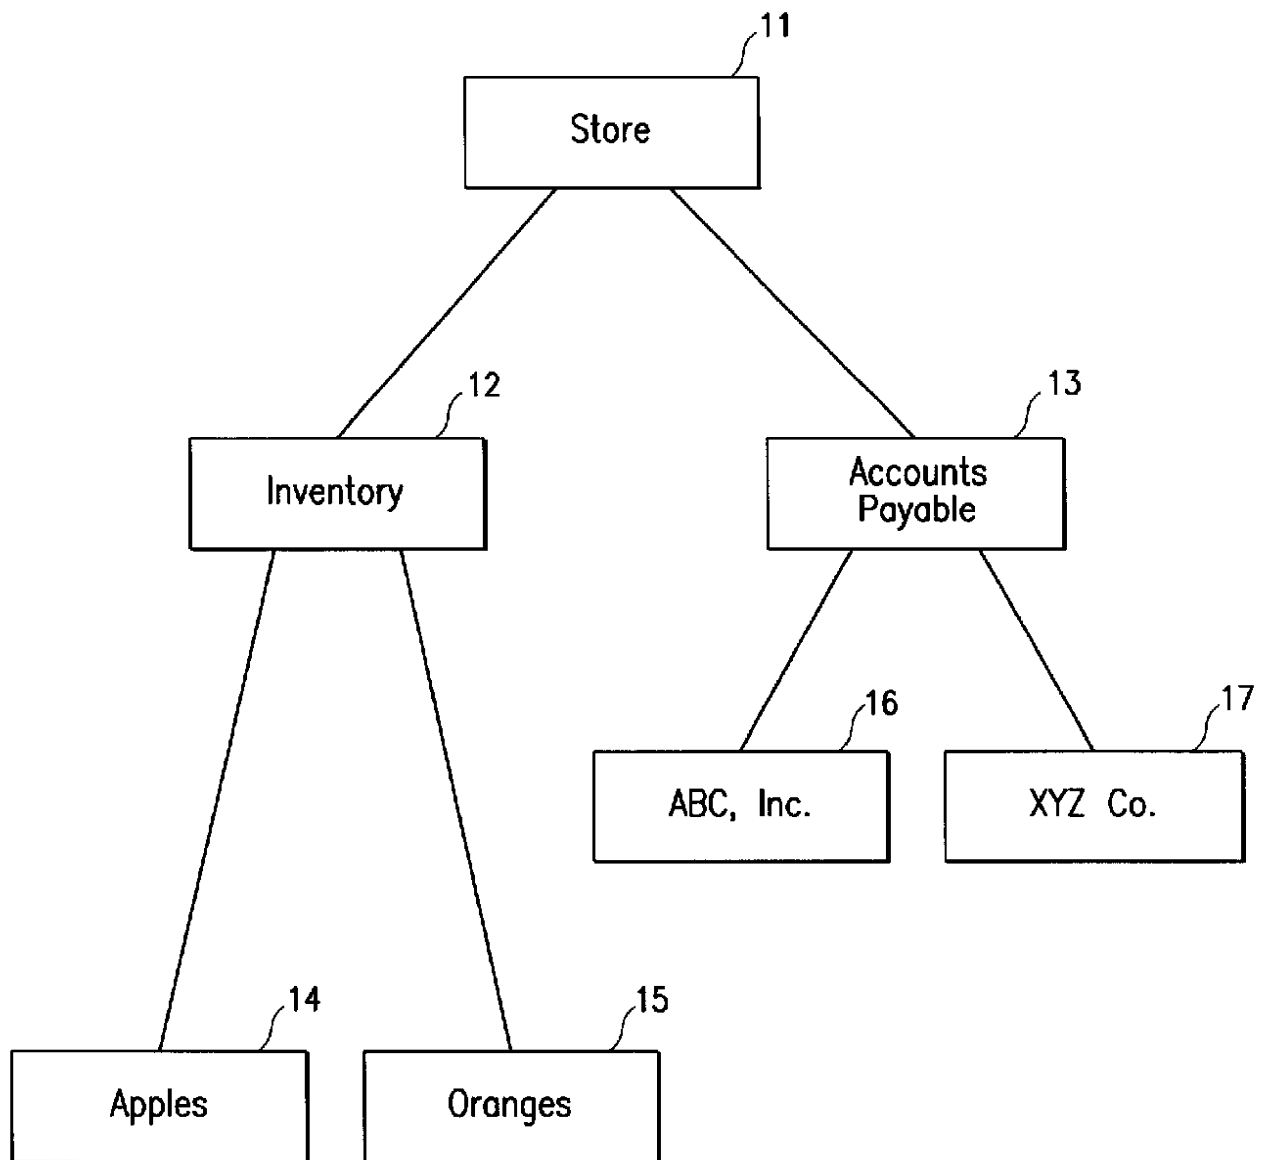 11
Store
12
Inventory
13
Accounts
Payable
16
ABC, Inc.
17
XYZ Co.
14
Apples
15
Oranges